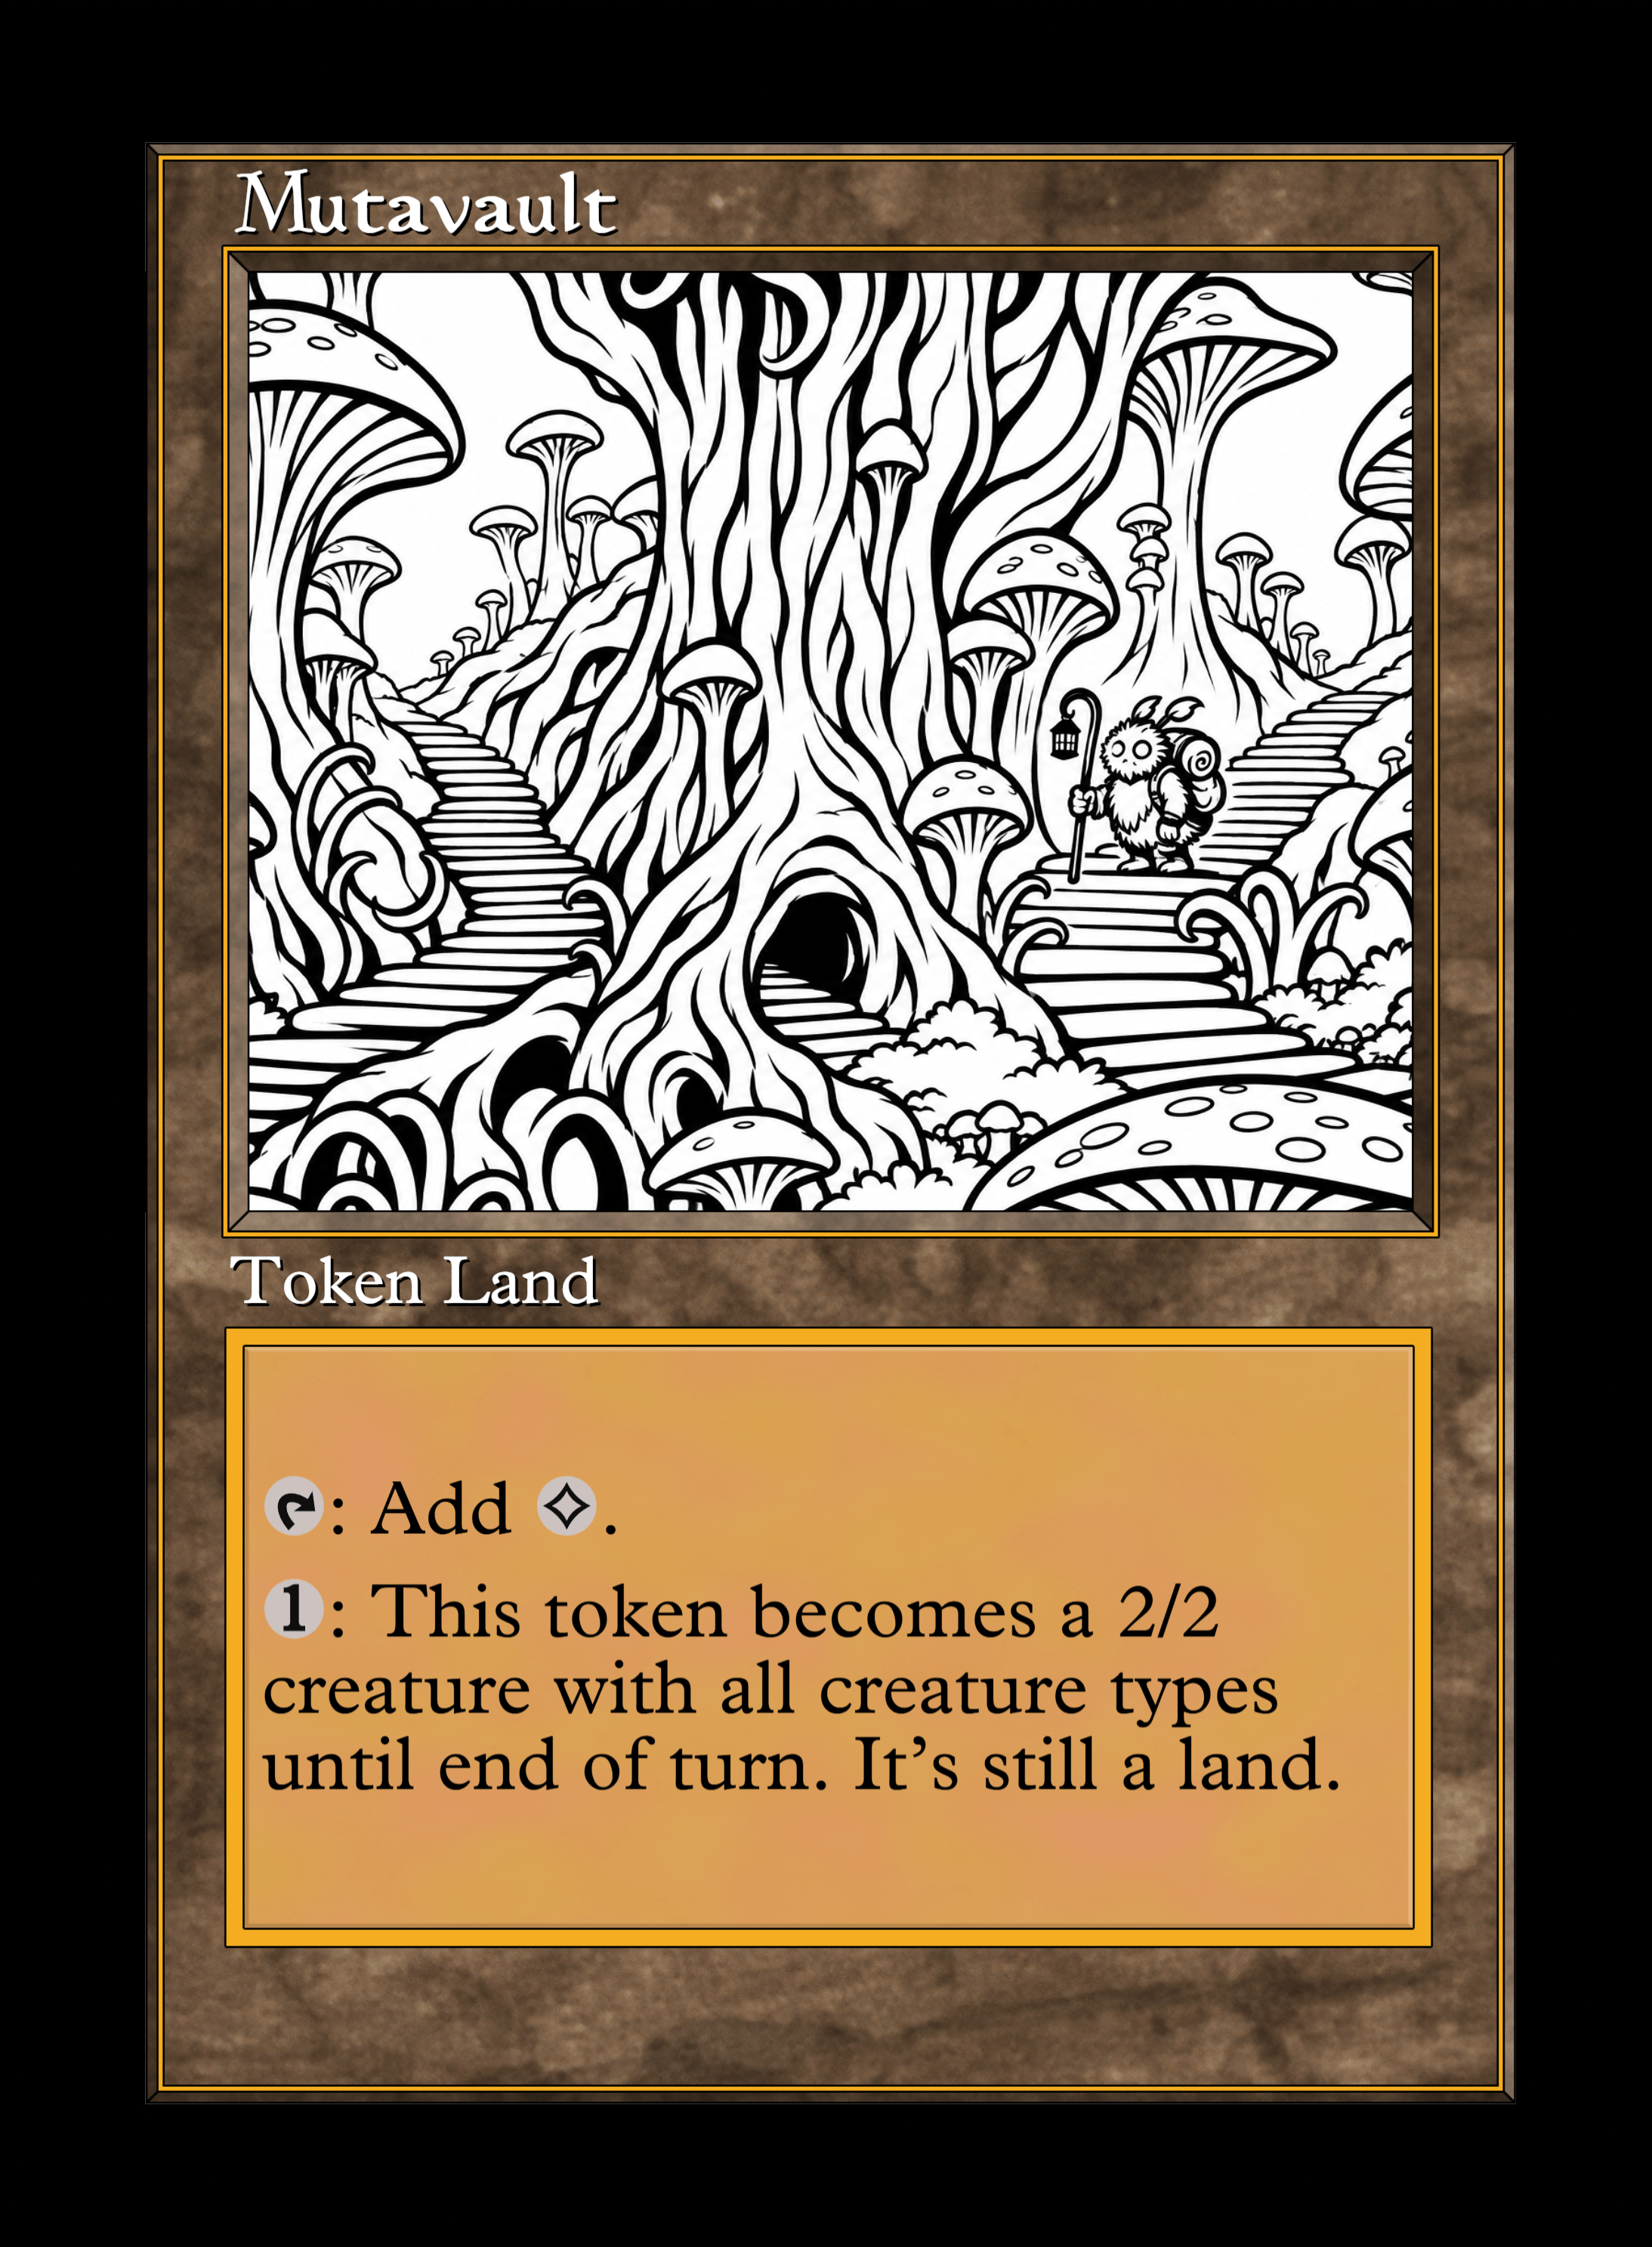 Mutavault
Token Land
: Add .
1: This token becomes a 2/2
creature with all creature types
until end of turn. It’s still a land.